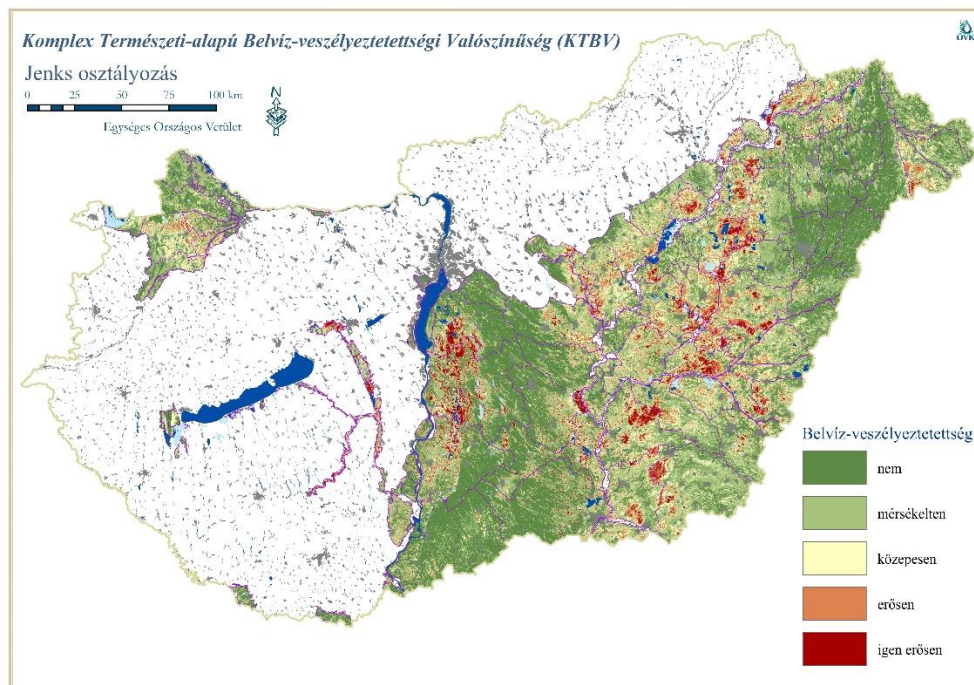 Komplex Természeti-alapú Belvíz-veszélyeztetettségi Valószínűség (KTBV)
OVF
Jenks osztályozás
0 25 50 75 100 km
N
Egységes Országos Vetület
Belvíz-veszélyeztetettség
nem
mérsékelten
közepesen
erősen
igen erősen